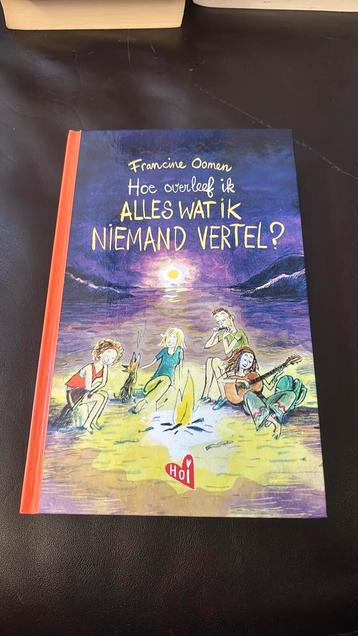 Francine Oomen
Hoe overleef ik
ALLES WAT IK
NIEMAND VERTEL?
HOI